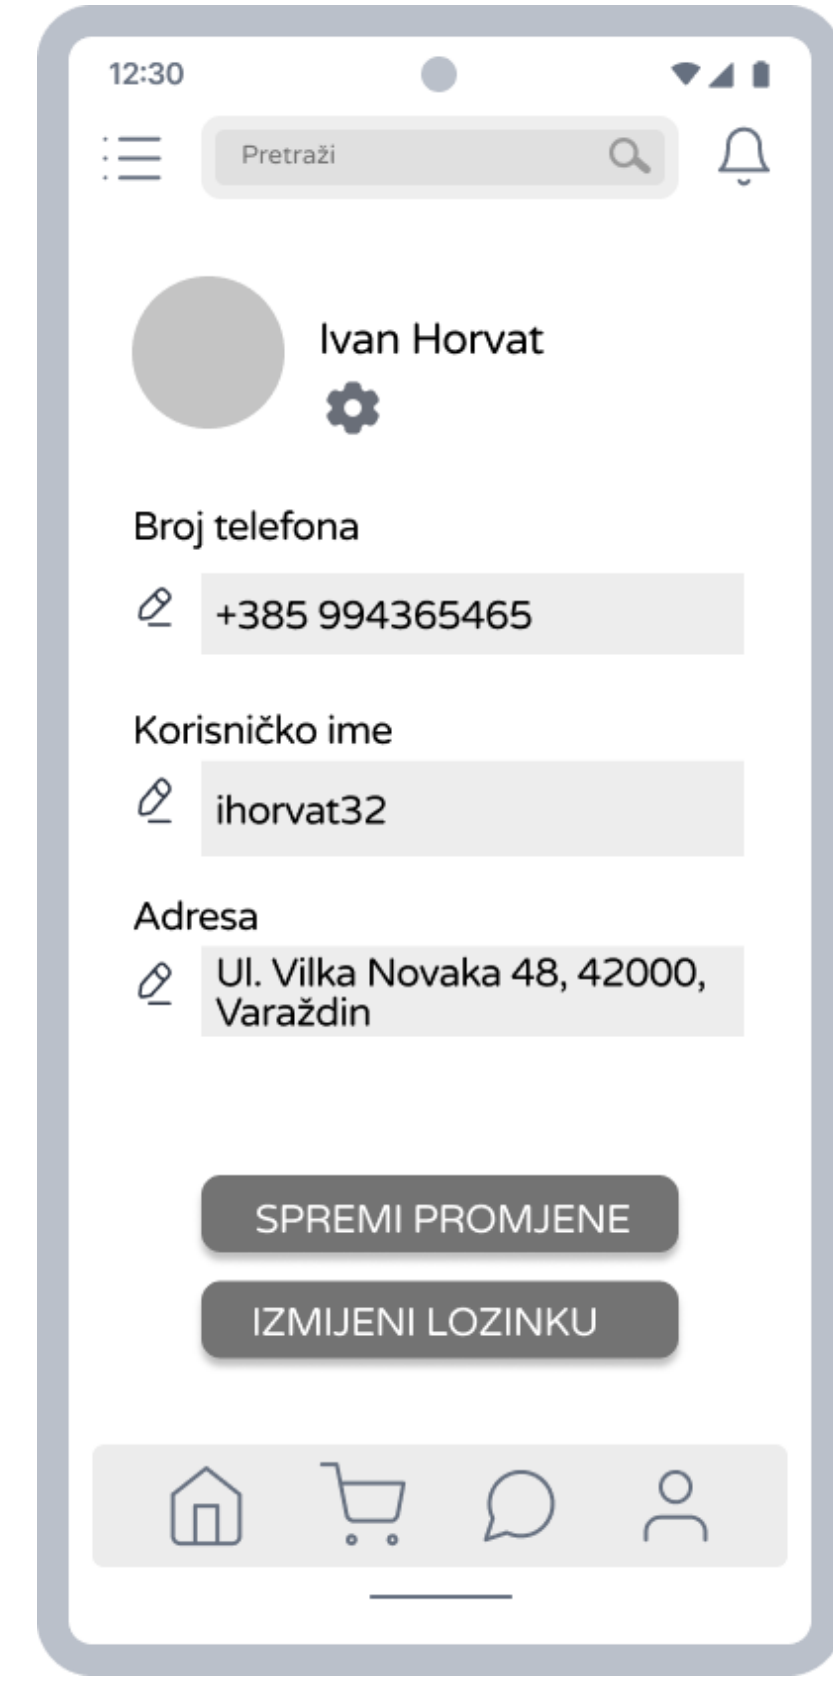 12:30
Pretraži
Ivan Horvat
Broj telefona
+385 994365465
Korisničko ime
ihorvat32
Adresa
Ul. Vilka Novaka 48, 42000,
Varaždin
SPREMI PROMJENE
IZMIJENI LOZINKU